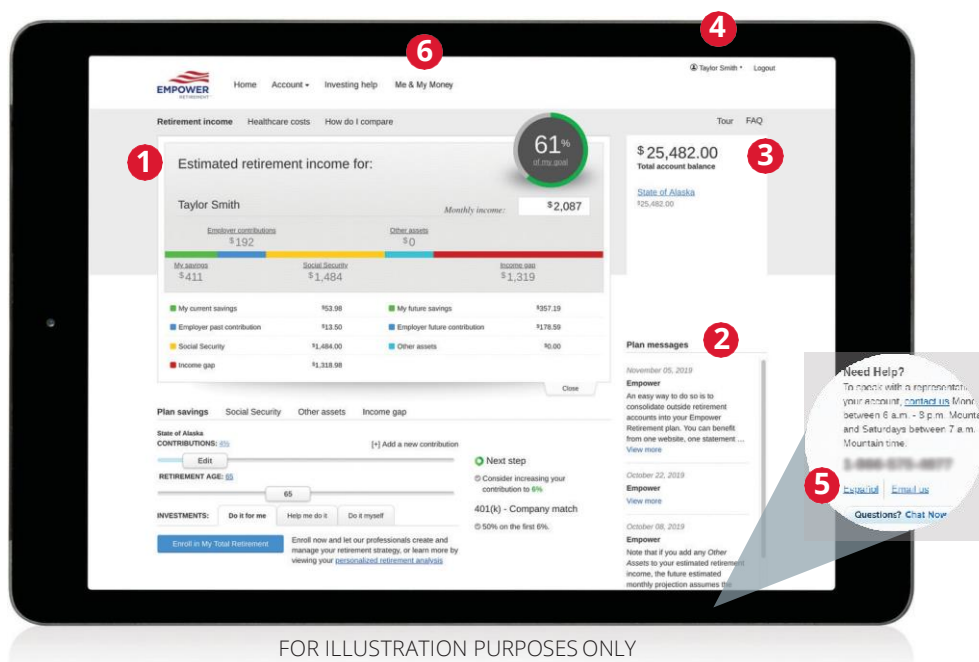 6
4
Taylor Smith
Logout
EMPOWER
RETIREMENT
Home
Account
Investing help
Me & My Money
Retirement income
Healthcare costs
How do I compare
Tour
FAQ
1
Estimated retirement income for:
61%
of my goal
Taylor Smith
Monthly income:
$2,087
Employer contributions
$192
Other assets
$0
My savings
$411
Social Security
$1,484
Income gap
$1,319
My current savings
$53.98
My future savings
$357.19
Employer past contribution
$13.50
Employer future contribution
$178.59
Social Security
$1,484.00
Other assets
$0.00
Income gap
$1,318.98
Close
3
$25,482.00
Total account balance
State of Alaska
$25,482.00
2
Plan messages
November 05, 2019
Empower
An easy way to do so is to
consolidate outside retirement
accounts into your Empower
Retirement plan. You can benefit
from one website, one statement ...
View more
October 22, 2019
Empower
View more
October 08, 2019
Empower
Note that if you add any Other
Assets to your estimated retirement
income, the future estimated
monthly projection assumes the
Plan savings
Social Security
Other assets
Income gap
State of Alaska
CONTRIBUTIONS: 4%
[+] Add a new contribution
Edit
RETIREMENT AGE: 65
65
INVESTMENTS:
Do it for me
Help me do it
Do it myself
Enroll in My Total Retirement
Enroll now and let our professionals create and
manage your retirement strategy, or learn more by
viewing your personalized retirement analysis
Next step
Consider increasing your
contribution to 6%
401(k) - Company match
50% on the first 6%.
Need Help?
To speak with a representati
your account, contact us Mond
between 6 a.m. - 8 p.m. Mounta
and Saturdays between 7 a.m.
Mountain time.
5
Español
Email us
Questions? Chat Now
FOR ILLUSTRATION PURPOSES ONLY